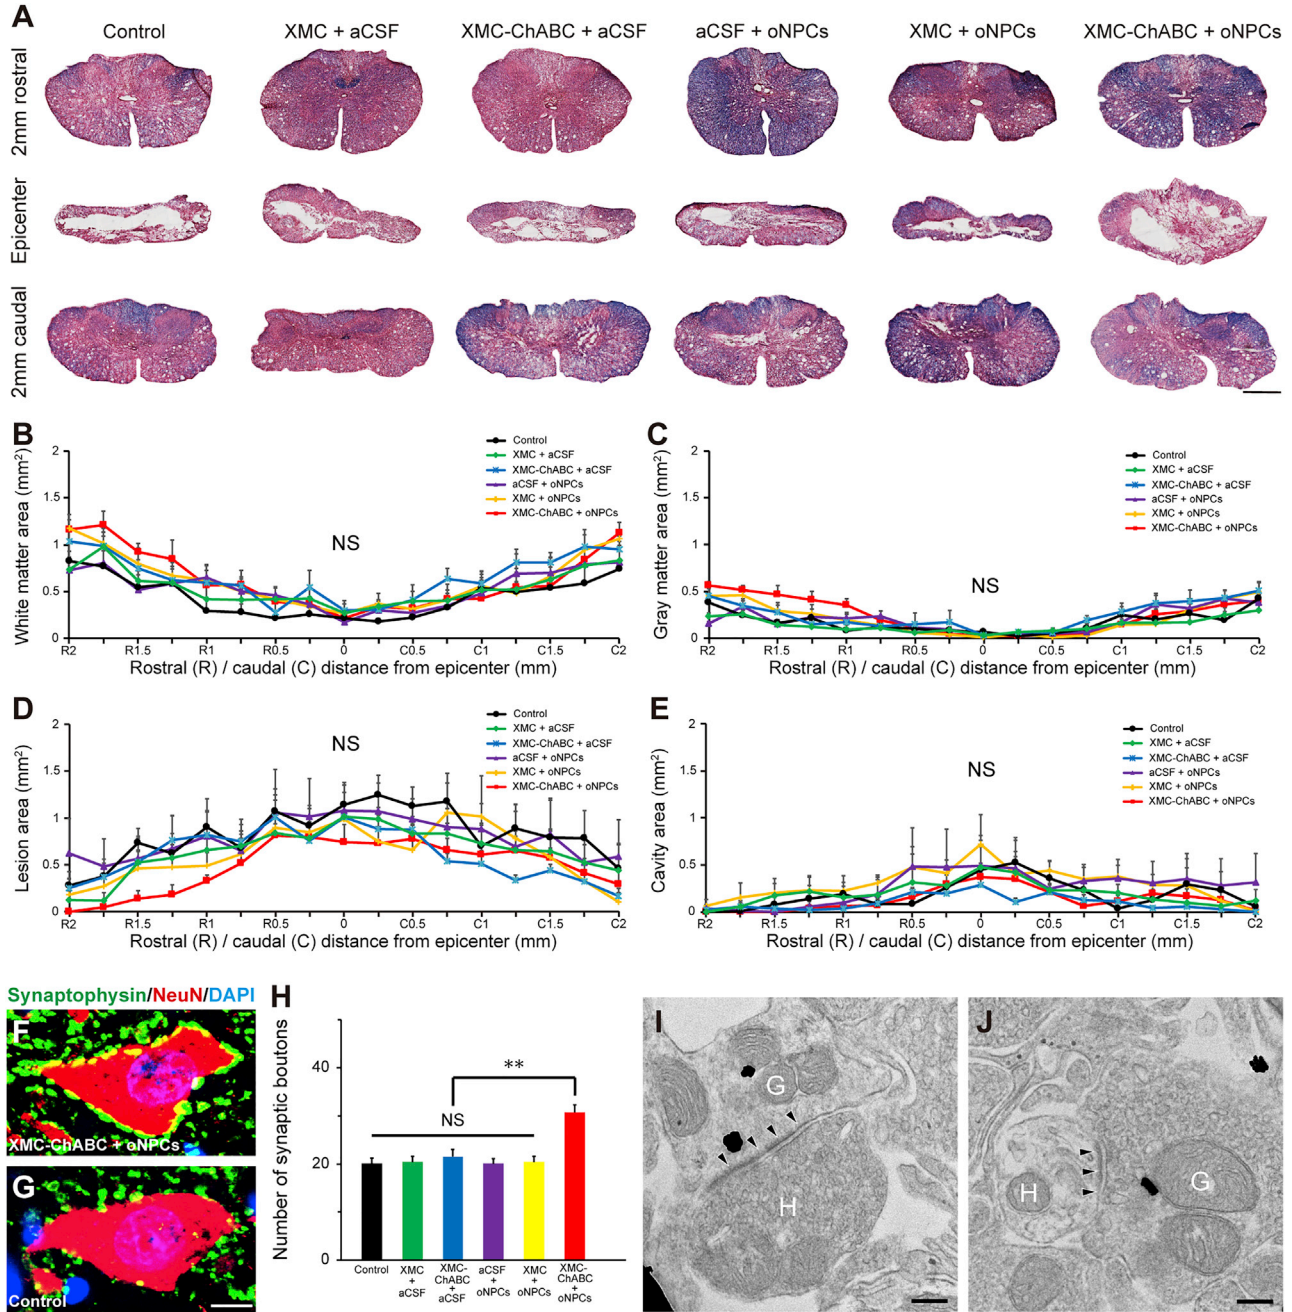 A
Control
XMC + aCSF
XMC-ChABC + aCSF
aCSF + oNPCs
XMC + oNPCs
XMC-ChABC + oNPCs
2mm rostral
Epicenter
2mm caudal
B
White matter area (mm²)
2
1.5
1
0.5
0
NS
Control
XMC + aCSF
XMC-ChABC + aCSF
aCSF + oNPCs
XMC + oNPCs
XMC-ChABC + oNPCs
R2 R1.5 R1 R0.5 0 C0.5 C1 C1.5 C2
Rostral (R) / caudal (C) distance from epicenter (mm)
C
Gray matter area (mm²)
2
1.5
1
0.5
0
NS
Control
XMC + aCSF
XMC-ChABC + aCSF
aCSF + oNPCs
XMC + oNPCs
XMC-ChABC + oNPCs
R2 R1.5 R1 R0.5 0 C0.5 C1 C1.5 C2
Rostral (R) / caudal (C) distance from epicenter (mm)
D
Lesion area (mm²)
2
1.5
1
0.5
0
NS
Control
XMC + aCSF
XMC-ChABC + aCSF
aCSF + oNPCs
XMC + oNPCs
XMC-ChABC + oNPCs
R2 R1.5 R1 R0.5 0 C0.5 C1 C1.5 C2
Rostral (R) / caudal (C) distance from epicenter (mm)
E
Cavity area (mm²)
2
1.5
1
0.5
0
NS
Control
XMC + aCSF
XMC-ChABC + aCSF
aCSF + oNPCs
XMC + oNPCs
XMC-ChABC + oNPCs
R2 R1.5 R1 R0.5 0 C0.5 C1 C1.5 C2
Rostral (R) / caudal (C) distance from epicenter (mm)
Synaptophysin/NeuN/DAPI
F
XMC-ChABC + oNPCs
G
Control
H
Number of synaptic boutons
40
20
0
NS
**
Control
XMC + aCSF
XMC-ChABC + aCSF
aCSF + oNPCs
XMC + oNPCs
XMC-ChABC + oNPCs
I
G
H
J
H
G